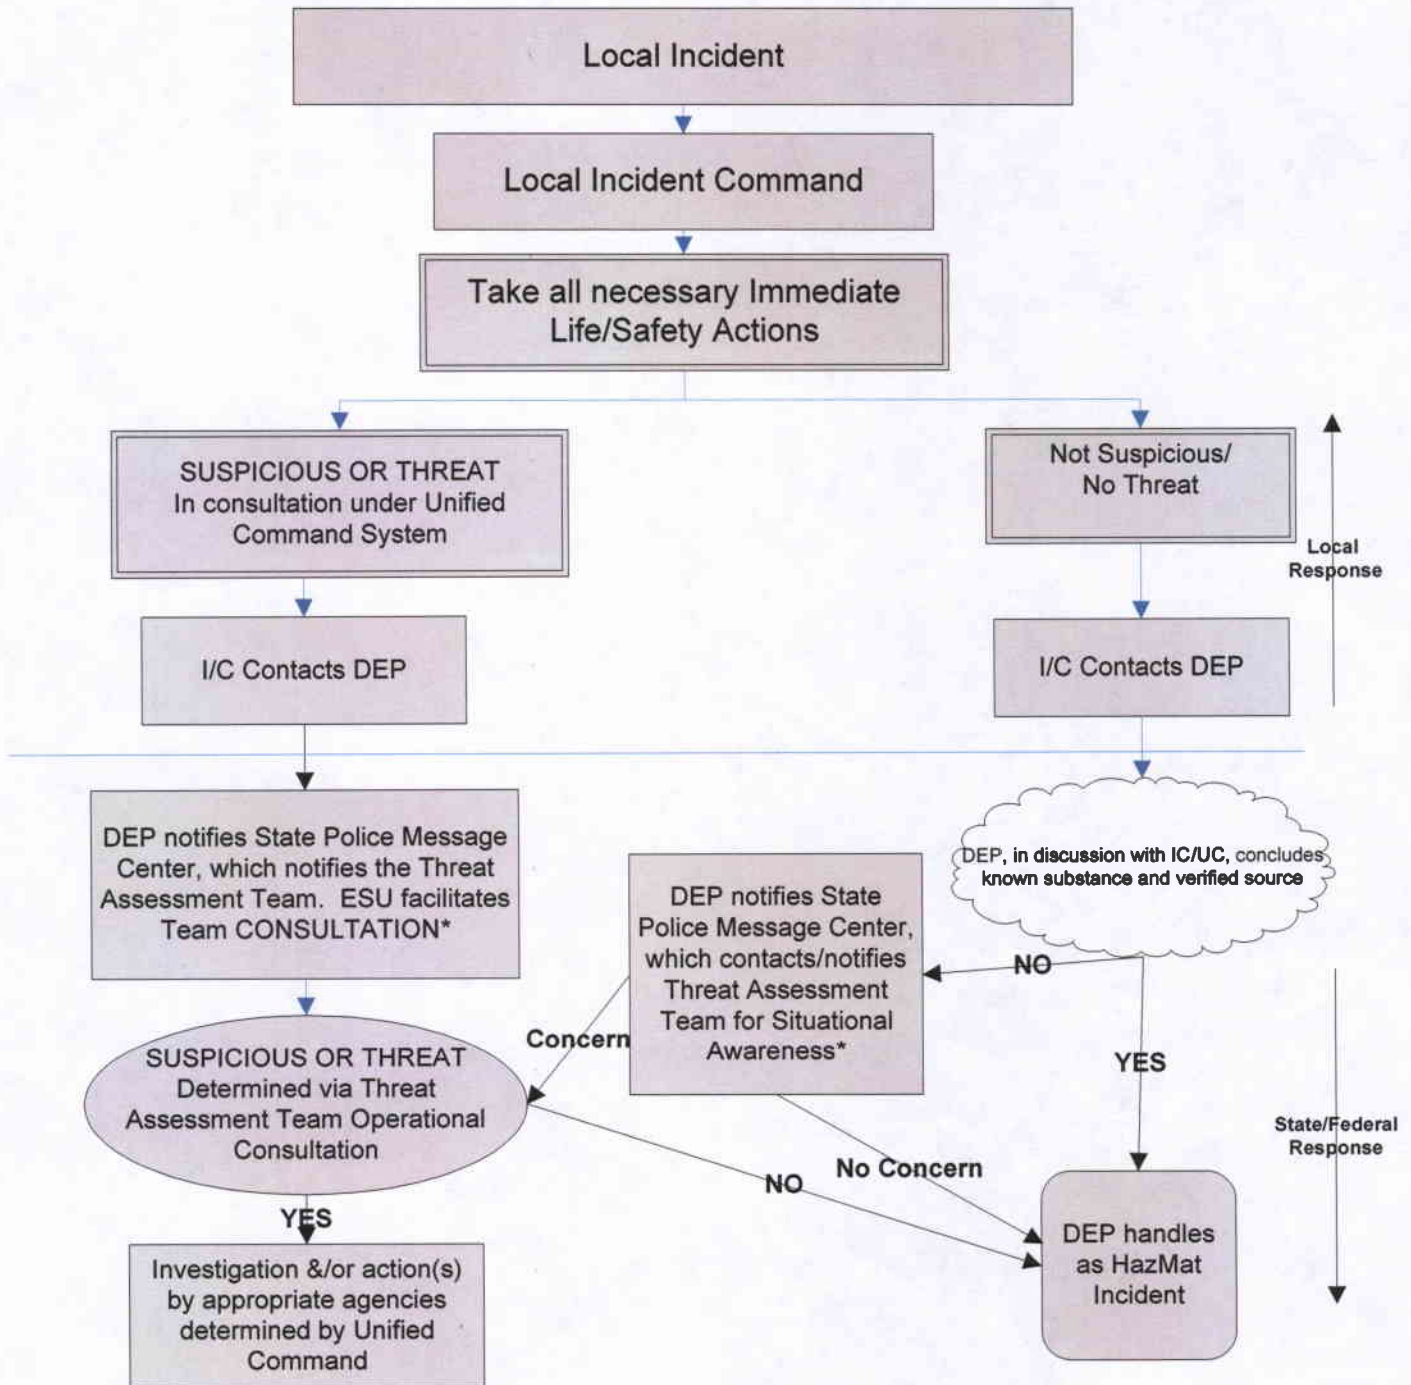 Local Incident
Local Incident Command
Take all necessary Immediate
Life/Safety Actions
SUSPICIOUS OR THREAT
In consultation under Unified
Command System
Not Suspicious/
No Threat
Local
Response
I/C Contacts DEP
I/C Contacts DEP
DEP notifies State Police Message
Center, which notifies the Threat
Assessment Team. ESU facilitates
Team CONSULTATION*
DEP notifies State
Police Message Center,
which contacts/notifies
Threat Assessment
Team for Situational
Awareness*
DEP, in discussion with IC/UC, concludes
known substance and verified source
NO
Concern
YES
SUSPICIOUS OR THREAT
Determined via Threat
Assessment Team Operational
Consultation
State/Federal
Response
No Concern
NO
YES
DEP handles
as HazMat
Incident
Investigation &/or action(s)
by appropriate agencies
determined by Unified
Command